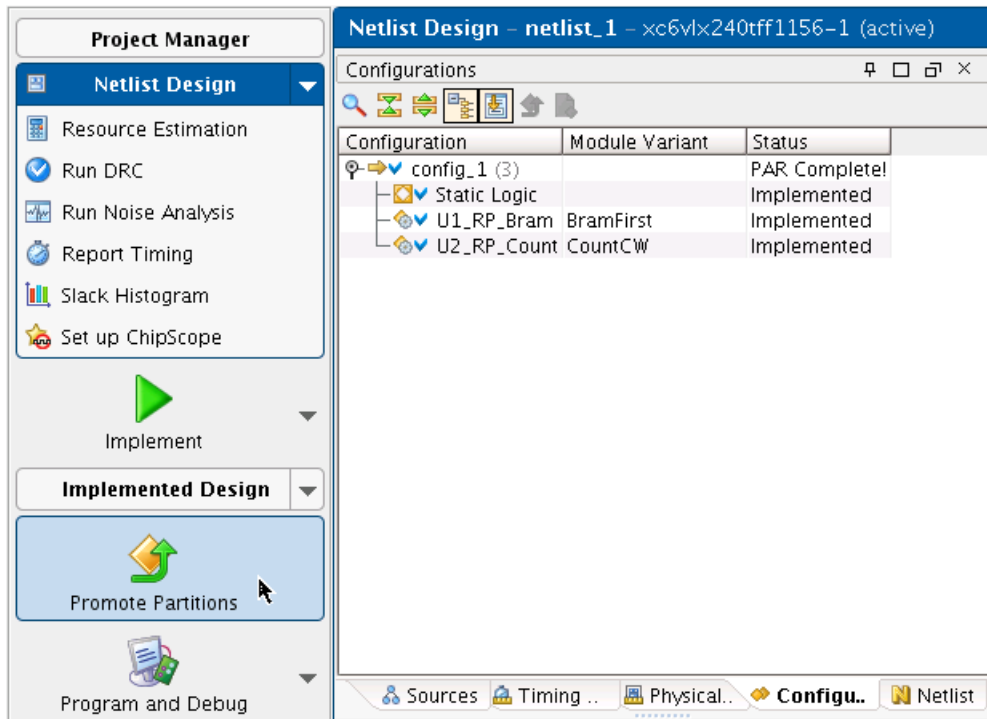 Project Manager
Netlist Design
Resource Estimation
Run DRC
Run Noise Analysis
Report Timing
Slack Histogram
Set up ChipScope
Implement
Implemented Design
Promote Partitions
Program and Debug
Netlist Design - netlist_1 - xc6vlx240tff1156-1 (active)
Configurations
Configuration Module Variant Status
config_1 (3) PAR Complete!
Static Logic Implemented
U1_RP_Bram BramFirst Implemented
U2_RP_Count CountCW Implemented
Sources Timing .. Physical.. Configu.. Netlist